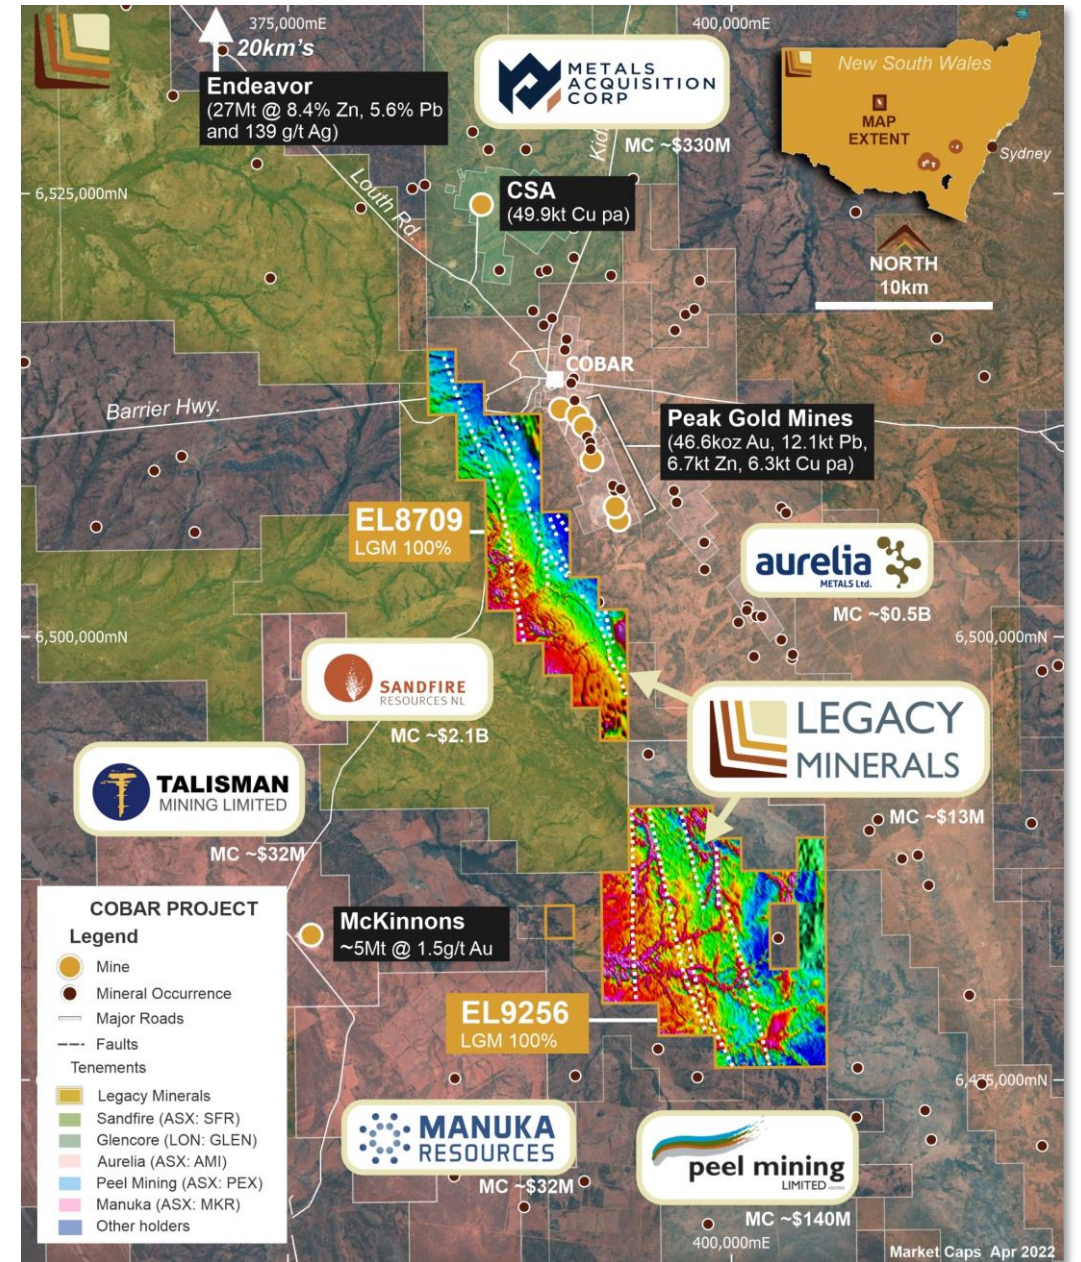 375,000mE
400,000mE
20km's
Endeavor
(27Mt @ 8.4% Zn, 5.6% Pb
and 139 g/t Ag)
METALS
ACQUISITION
CORP
MC ~$330M
New South Wales
MAP
EXTENT
Sydney
Kid
Louth Rd.
6,525,000mN
CSA
(49.9kt Cu pa)
NORTH
10km
COBAR
Barrier Hwy.
Peak Gold Mines
(46.6koz Au, 12.1kt Pb,
6.7kt Zn, 6.3kt Cu pa)
EL8709
LGM 100%
aurelia
METALS Ltd.
MC ~$0.5B
6,500,000mN
6,500,000mN
SANDFIRE
RESOURCES NL
MC ~$2.1B
LEGACY
MINERALS
MC ~$13M
TALISMAN
MINING LIMITED
MC ~$32M
COBAR PROJECT
Legend
Mine
Mineral Occurrence
Major Roads
Faults
Tenements
Legacy Minerals
Sandfire (ASX: SFR)
Glencore (LON: GLEN)
Aurelia (ASX: AMI)
Peel Mining (ASX: PEX)
Manuka (ASX: MKR)
Other holders
McKinnons
~5Mt @ 1.5g/t Au
EL9256
LGM 100%
6,475,000mN
MANUKA
RESOURCES
MC ~$32M
peel mining
LIMITED
MC ~$140M
400,000mE
Market Caps Apr 2022